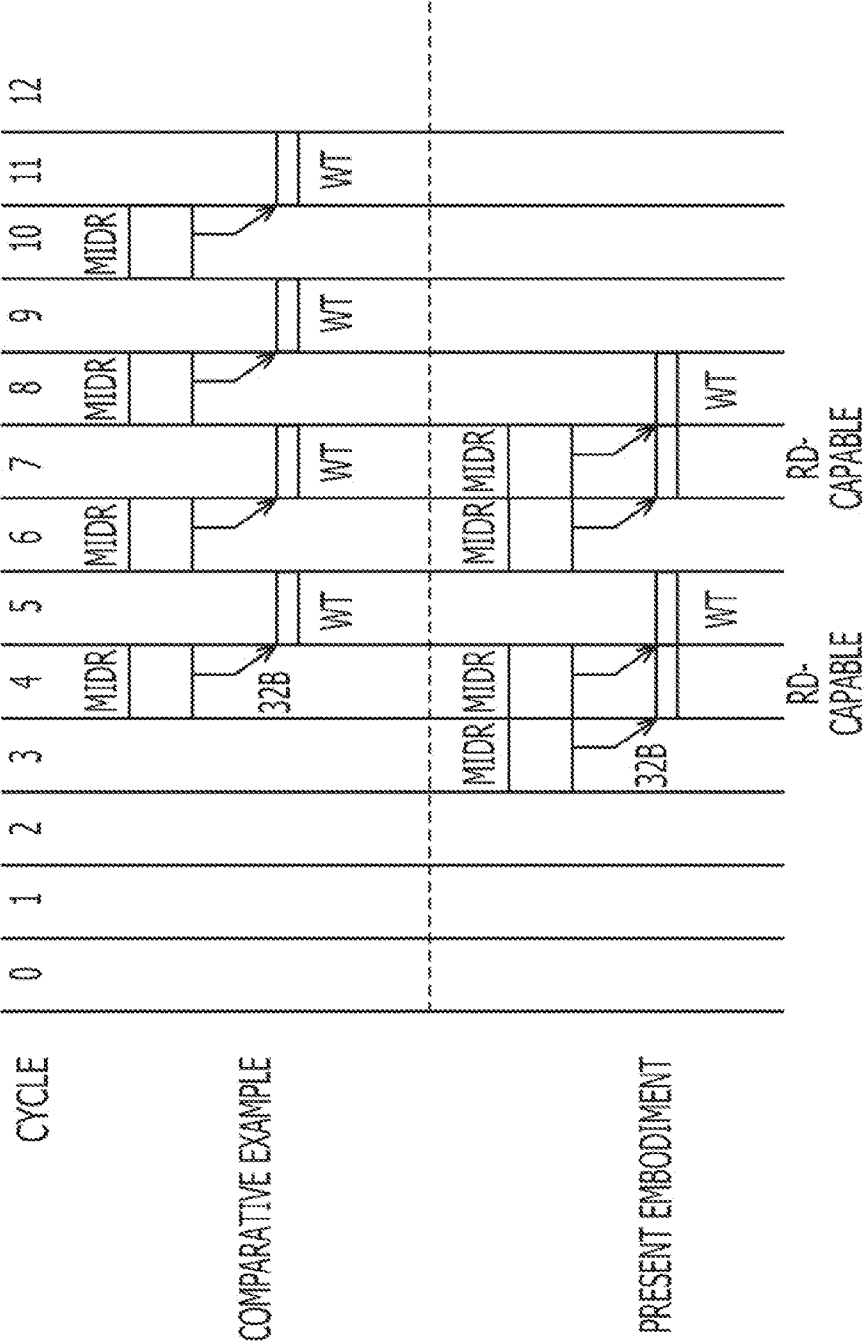 CYCLE 0 1 2 3 4 5 6 7 8 9 10 11 12
COMPARATIVE EXAMPLE
MIDR MIDR MIDR MIDR
32B
WT WT WT WT
PRESENT EMBODIMENT
MIDR MIDR MIDR MIDR
32B
WT WT
RD-
CAPABLE
RD-
CAPABLE